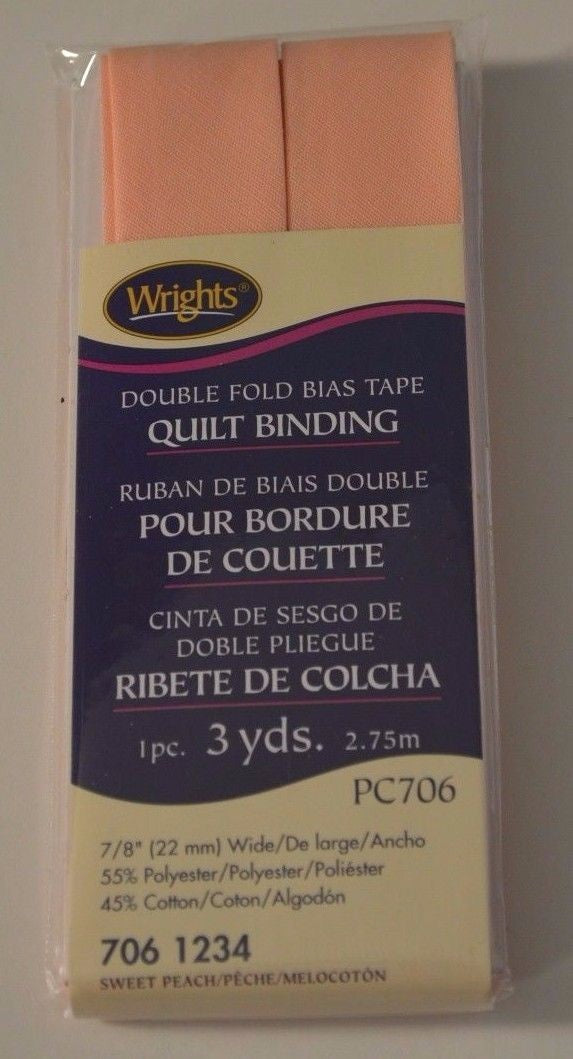 Wrights®
DOUBLE FOLD BIAS TAPE
QUILT BINDING
RUBAN DE BIAIS DOUBLE
POUR BORDURE
DE COUETTE
CINTA DE SESGO DE
DOBLE PLIEGUE
RIBETE DE COLCHA
1pc. 3 yds. 2.75m
PC706
7/8" (22 mm) Wide/De large/Ancho
55% Polyester/Polyester/Poliéster
45% Cotton/Coton/Algodón
706 1234
SWEET PEACH/PÊCHE/MELOCOTÓN